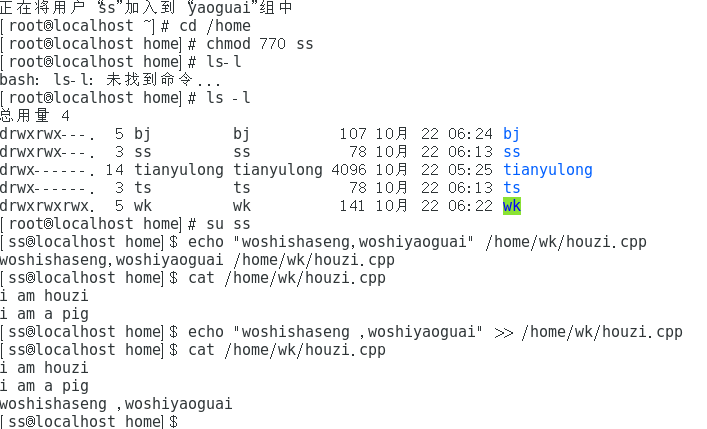 正在将用户“ss”加入到“yaoguai”组中
[root@localhost ~]# cd /home
[root@localhost home]# chmod 770 ss
[root@localhost home]# ls-l
bash: ls-l: 未找到命令...
[root@localhost home]# ls -l
总用量 4
drwxrwx---.  5 bj        bj         107 10月 22 06:24 bj
drwxrwx---.  3 ss        ss          78 10月 22 06:13 ss
drwx------. 14 tianyulong tianyulong 4096 10月 22 05:25 tianyulong
drwx------.  3 ts        ts          78 10月 22 06:13 ts
drwxrwxrwx.  5 wk        wk         141 10月 22 06:22 wk
[root@localhost home]# su ss
[ss@localhost home]$ echo "woshishaseng,woshiyaoguai" /home/wk/houzi.cpp
woshishaseng,woshiyaoguai /home/wk/houzi.cpp
[ss@localhost home]$ cat /home/wk/houzi.cpp
i am houzi
i am a pig
[ss@localhost home]$ echo "woshishaseng ,woshiyaoguai" >> /home/wk/houzi.cpp
[ss@localhost home]$ cat /home/wk/houzi.cpp
i am houzi
i am a pig
woshishaseng ,woshiyaoguai
[ss@localhost home]$